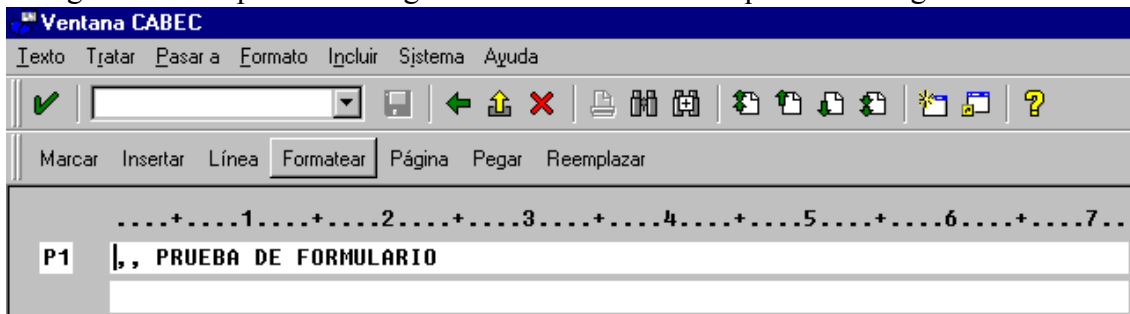 Ventana CABEC
Texto Tratar Pasar a Formato Incluir Sistema Ayuda
Marcar Insertar Línea Formatear Página Pegar Reemplazar
....+....1....+....2....+....3....+....4....+....5....+....6....+....7..
P1 ,, PRUEBA DE FORMULARIO